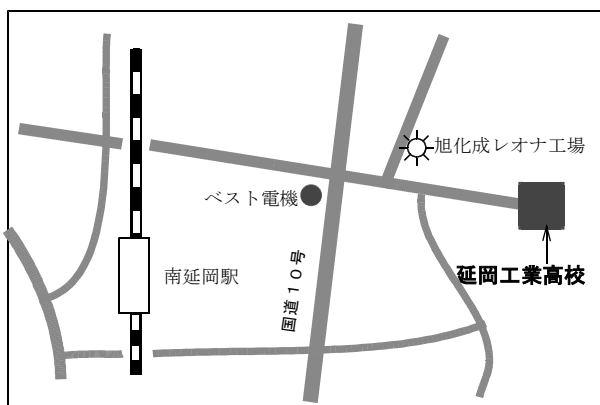 旭化成レオナ工場
ベスト電機
南延岡駅
国道１０号
延岡工業高校